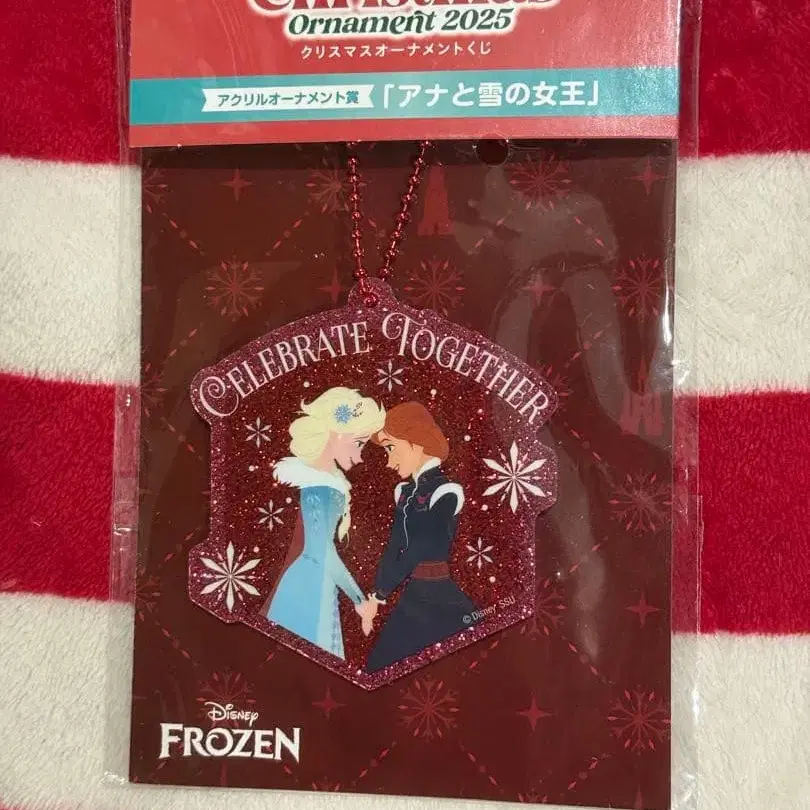 Christmas
Ornament 2025
クリスマスオーナメントくじ
アクリルオーナメント賞「アナと雪の女王」
CELEBRATE TOGETHER
© Disney SSU
Disney
FROZEN